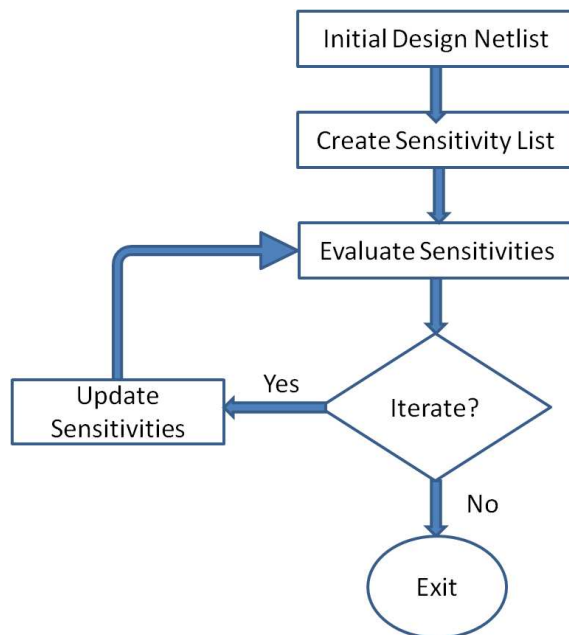 Initial Design Netlist
Create Sensitivity List
Evaluate Sensitivities
Update
Sensitivities
Yes
Iterate?
No
Exit